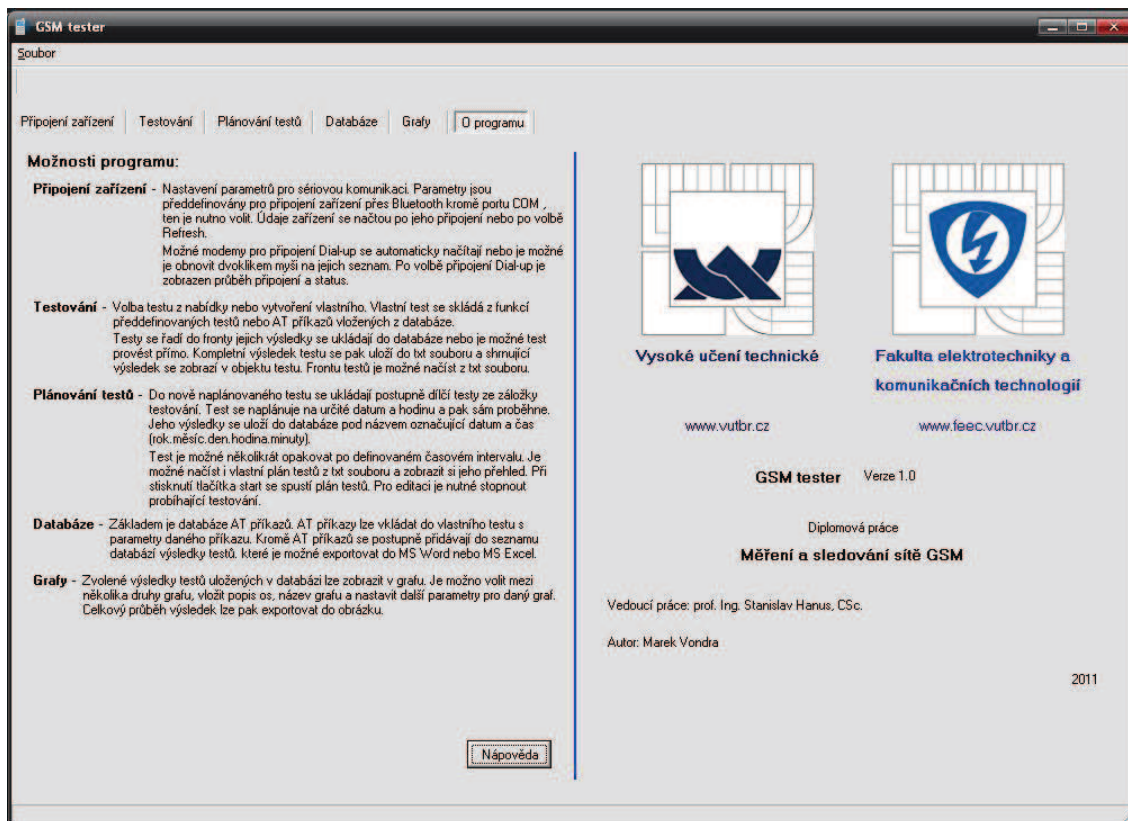 GSM tester
Soubor
Připojení zařízení Testování Plánování testů Databáze Grafy O programu
Možnosti programu:
Připojení zařízení - Nastavení parametrů pro sériovou komunikaci. Parametry jsou
předdefinovány pro připojení zařízení přes Bluetooth kromě portu COM ,
ten je nutno volit. Údaje zařízení se načtou po jeho připojení nebo po volbě
Refresh.
Možné modemy pro připojení Dial-up se automaticky načítají nebo je možné
je obnovit dvoklikem myši na jejich seznam. Po volbě připojení Dial-up je
zobrazen průběh připojení a status.
Testování - Volba testu z nabídky nebo vytvoření vlastního. Vlastní test se skládá z funkcí
předdefinovaných testů nebo AT příkazů vložených z databáze.
Testy se řadí do fronty jejich výsledky se ukládají do databáze nebo je možné test
provést přímo. Kompletní výsledek testu se pak uloží do txt souboru a shrnující
výsledek se zobrazí v objektu testu. Frontu testů je možné načíst z txt souboru.
Plánování testů - Do nově naplánovaného testu se ukládají postupně dílčí testy ze záložky
testování. Test se naplánuje na určité datum a hodinu a pak sám proběhne.
Jeho výsledky se uloží do databáze pod názvem označující datum a čas
(rok.měsíc.den.hodina.minuty).
Test je možné několikrát opakovat po definovaném časovém intervalu. Je
možné načíst i vlastní plán testů z txt souboru a zobrazit si jeho přehled. Při
stisknutí tlačítka start se spustí plán testů. Pro editaci je nutné stopnout
probíhající testování.
Databáze - Základem je databáze AT příkazů. AT příkazy lze vkládat do vlastního testu s
parametry daného příkazu. Kromě AT příkazů se postupně přidávají do seznamu
databází výsledky testů. které je možné exportovat do MS Word nebo MS Excel.
Grafy - Zvolené výsledky testů uložených v databázi lze zobrazit v grafu. Je možno volit mezi
několika druhy grafu, vložit popis os, název grafu a nastavit další parametry pro daný graf.
Celkový průběh výsledek lze pak exportovat do obrázku.
Nápověda
Vysoké učení technické
www.vutbr.cz
Fakulta elektrotechniky a
komunikačních technologií
www.feec.vutbr.cz
GSM tester Verze 1.0
Diplomová práce
Měření a sledování sítě GSM
Vedoucí práce: prof. Ing. Stanislav Hanus, CSc.
Autor: Marek Vondra
2011